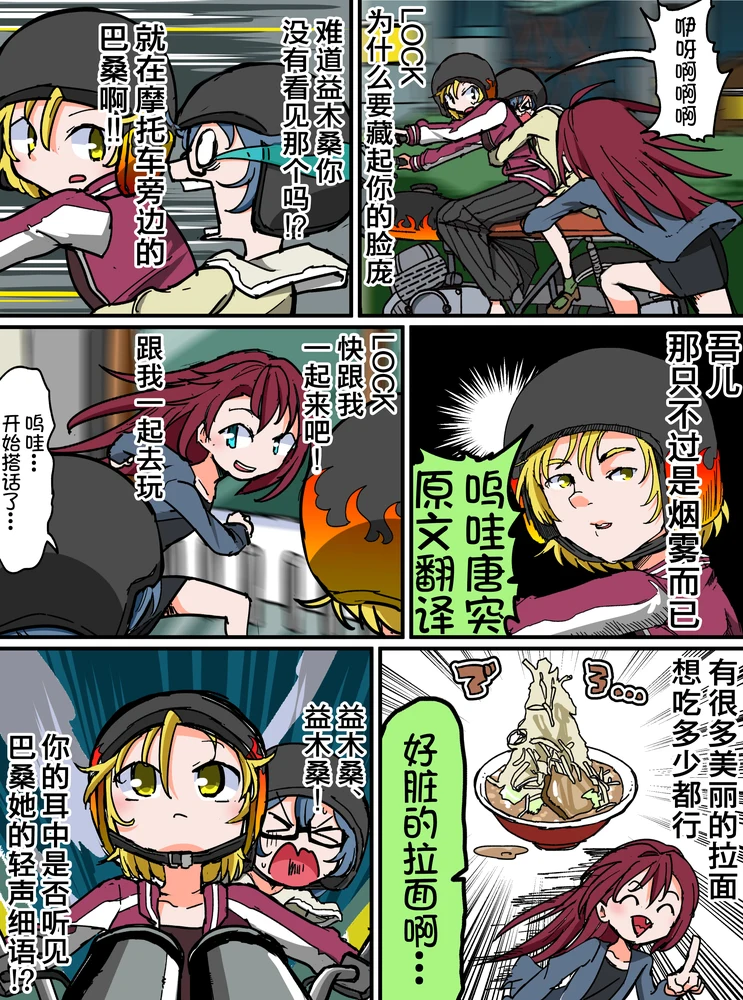 咿呀啊啊啊
LOCK
为什么要藏起你的脸庞
难道益木桑你
没有看见那个吗!?
就在摩托车旁边的
巴桑啊!!
吾儿
那只不过是烟雾而已
呜哇唐突
原文翻译
LOCK
快跟我
一起来吧！
跟我一起去玩
呜哇…
开始搭话了…
有很多美丽的拉面
想吃多少都行
でろ…
好脏的拉面啊…
益木桑、
益木桑！
你的耳中是否听见
巴桑她的轻声细语!?